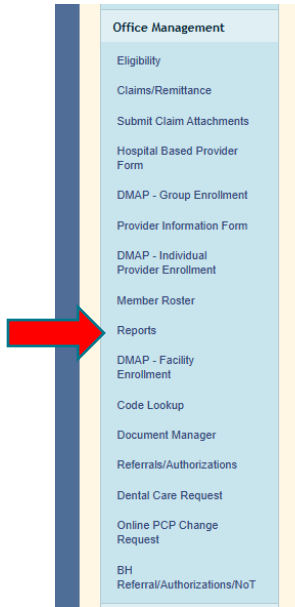 Office Management
Eligibility
Claims/Remittance
Submit Claim Attachments
Hospital Based Provider
Form
DMAP - Group Enrollment
Provider Information Form
DMAP - Individual
Provider Enrollment
Member Roster
Reports
DMAP - Facility
Enrollment
Code Lookup
Document Manager
Referrals/Authorizations
Dental Care Request
Online PCP Change
Request
BH
Referral/Authorizations/NoT